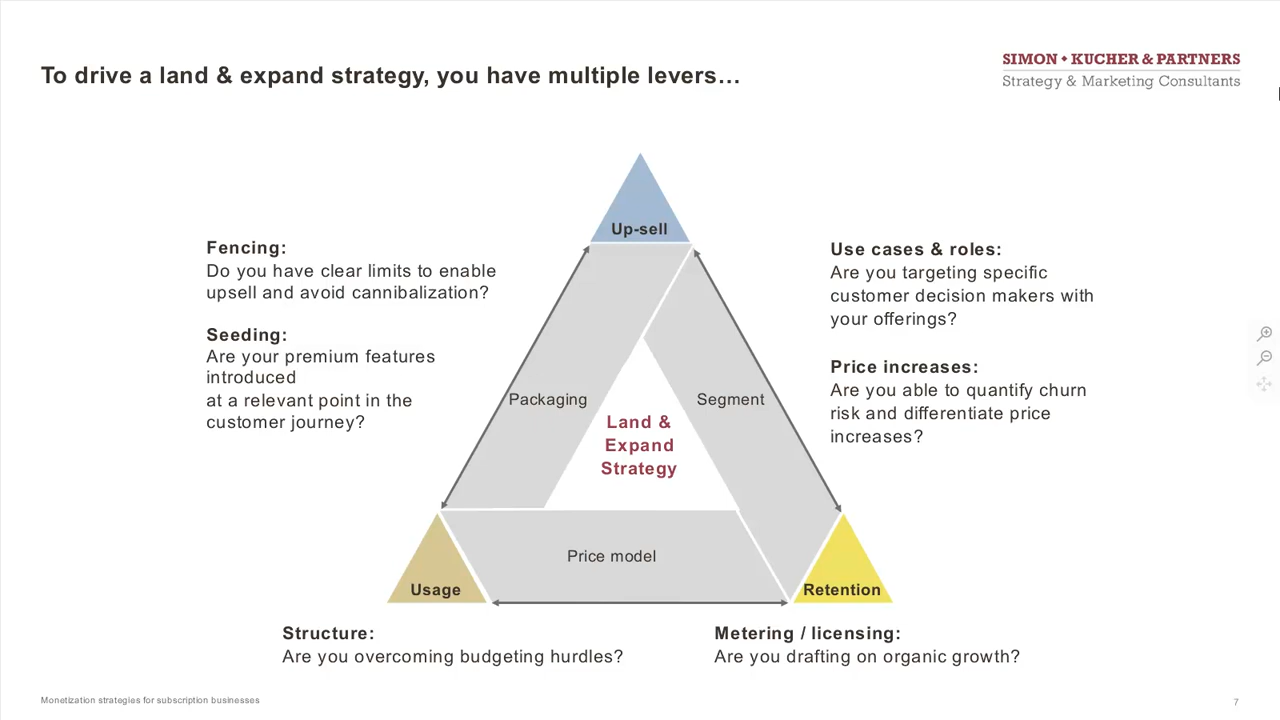 To drive a land & expand strategy, you have multiple levers…
SIMON • KUCHER & PARTNERS
Strategy & Marketing Consultants
Up-sell
Fencing:
Do you have clear limits to enable
upsell and avoid cannibalization?
Seeding:
Are your premium features
introduced
at a relevant point in the
customer journey?
Use cases & roles:
Are you targeting specific
customer decision makers with
your offerings?
Price increases:
Are you able to quantify churn
risk and differentiate price
increases?
Packaging
Segment
Land &
Expand
Strategy
Price model
Usage
Retention
Structure:
Are you overcoming budgeting hurdles?
Metering / licensing:
Are you drafting on organic growth?
Monetization strategies for subscription businesses
7